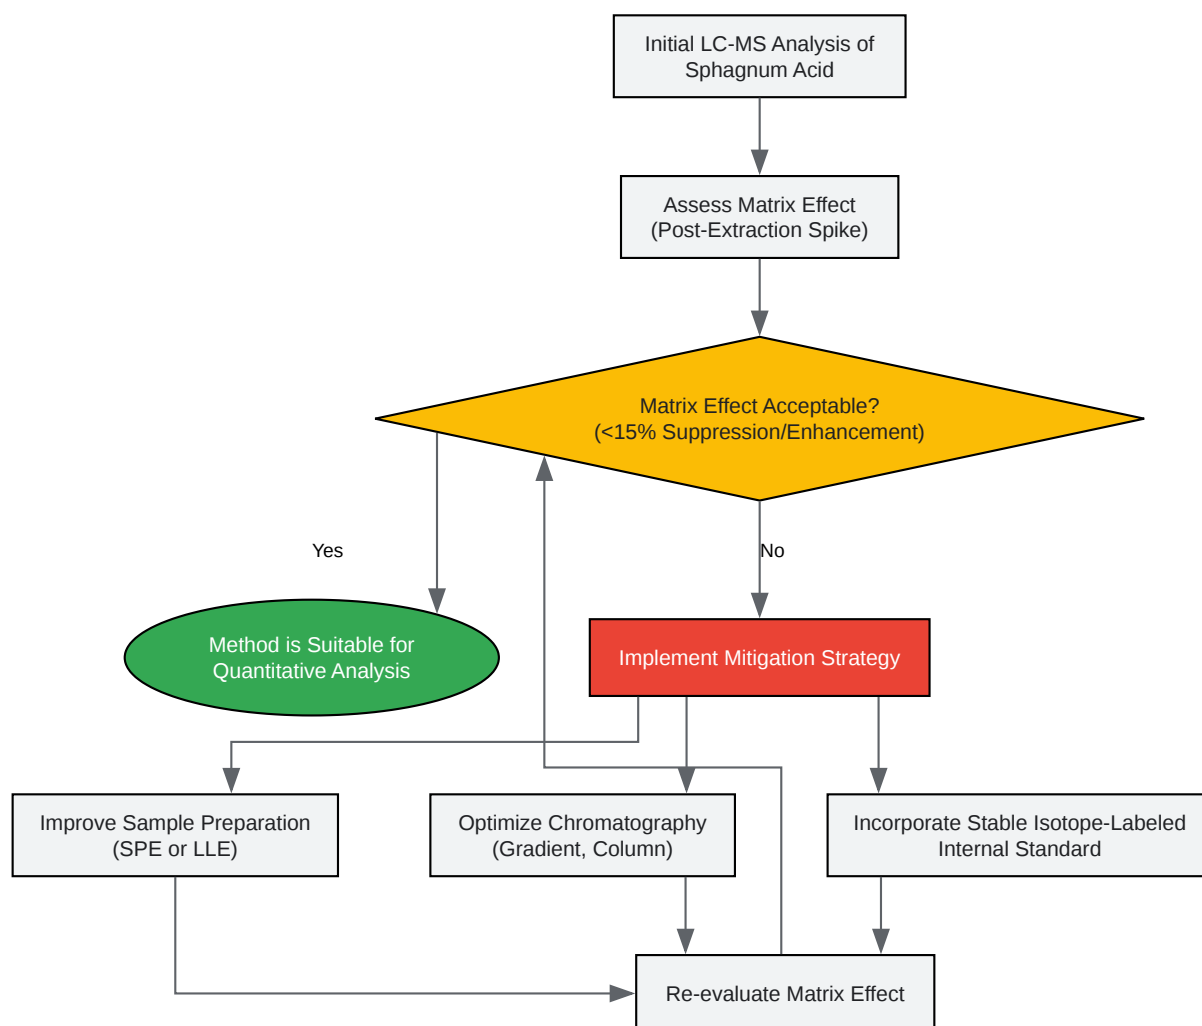 Initial LC-MS Analysis of
Sphagnum Acid
Assess Matrix Effect
(Post-Extraction Spike)
Matrix Effect Acceptable?
(<15% Suppression/Enhancement)
Yes
No
Method is Suitable for
Quantitative Analysis
Implement Mitigation Strategy
Improve Sample Preparation
(SPE or LLE)
Optimize Chromatography
(Gradient, Column)
Incorporate Stable Isotope-Labeled
Internal Standard
Re-evaluate Matrix Effect